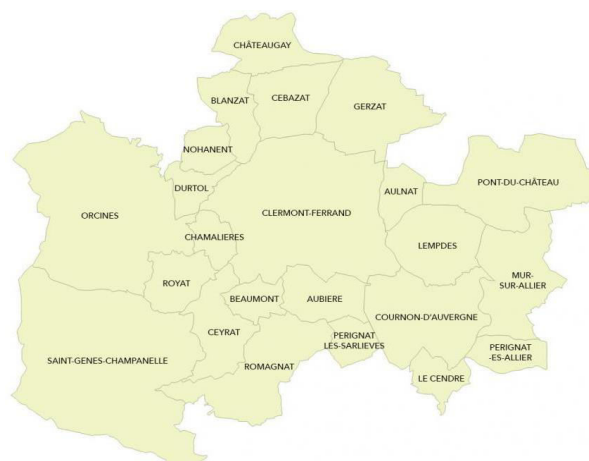 CHÂTEAUGAY
BLANZAT
CEBAZAT
GERZAT
NOHANENT
DURTOL
AULNAT
PONT-DU-CHÂTEAU
ORCINES
CLERMONT-FERRAND
CHAMALIERES
LEMPDES
ROYAT
MUR-
SUR-ALLIER
BEAUMONT
AUBIERE
COURNON-D'AUVERGNE
CEYRAT
PERIGNAT
LES-SARLIEVES
PERIGNAT
-ES-ALLIER
SAINT-GENES-CHAMPANELLE
ROMAGNAT
LE CENDRE